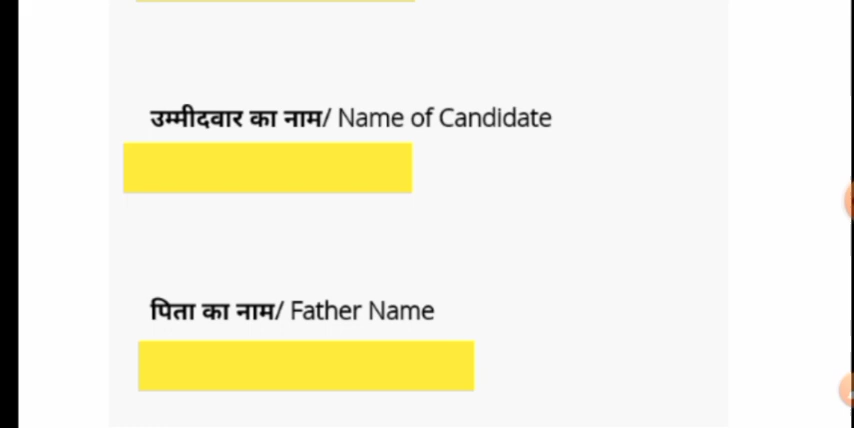 उम्मीदवार का नाम/ Name of Candidate
पिता का नाम/ Father Name